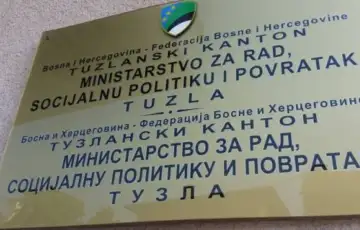 Bosna i Hercegovina - Federacija Bosne i Hercegovine
TUZLANSKI KANTON
MINISTARSTVO ZA RAD,
SOCIJALNU POLITIKU I POVRATAK
TUZLA
Босна и Херцеговина - Федерација Босне и Херцеговине
ТУЗЛАНСКИ КАНТОН
МИНИСТАРСТВО ЗА РАД,
СОЦИЈАЛНУ ПОЛИТИКУ И ПОВРАТА
ТУЗЛА